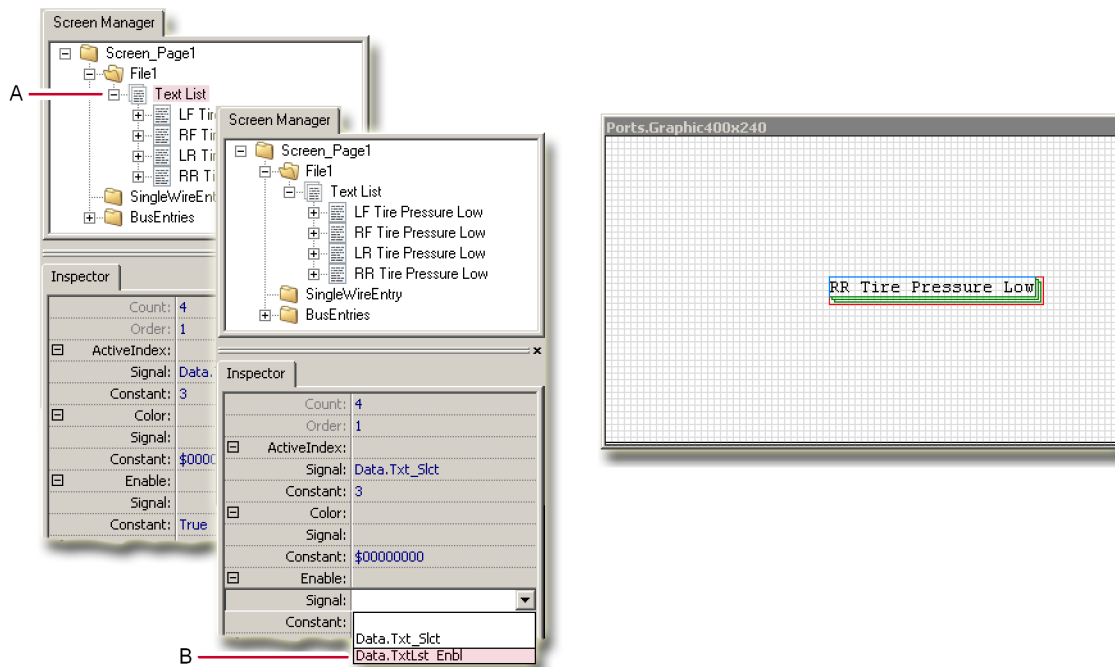 Screen Manager
Screen_Page1
File1
A
Text List
LF Tire
RF Ti
LR Ti
RR Ti
SingleWireEnt
BusEntries
Inspector
Count: 4
Order: 1
ActiveIndex:
Signal: Data.
Constant: 3
Color:
Signal:
Constant: $0000
Enable:
Signal:
Constant: True
Screen Manager
Screen_Page1
File1
Text List
LF Tire Pressure Low
RF Tire Pressure Low
LR Tire Pressure Low
RR Tire Pressure Low
SingleWireEntry
BusEntries
Inspector
Count: 4
Order: 1
ActiveIndex:
Signal: Data.Txt_Slct
Constant: 3
Color:
Signal:
Constant: $00000000
Enable:
Signal:
Constant:
Data.Txt_Slct
B
Data.TxtLst_Enbl
Ports.Graphic400x240
RR Tire Pressure Low